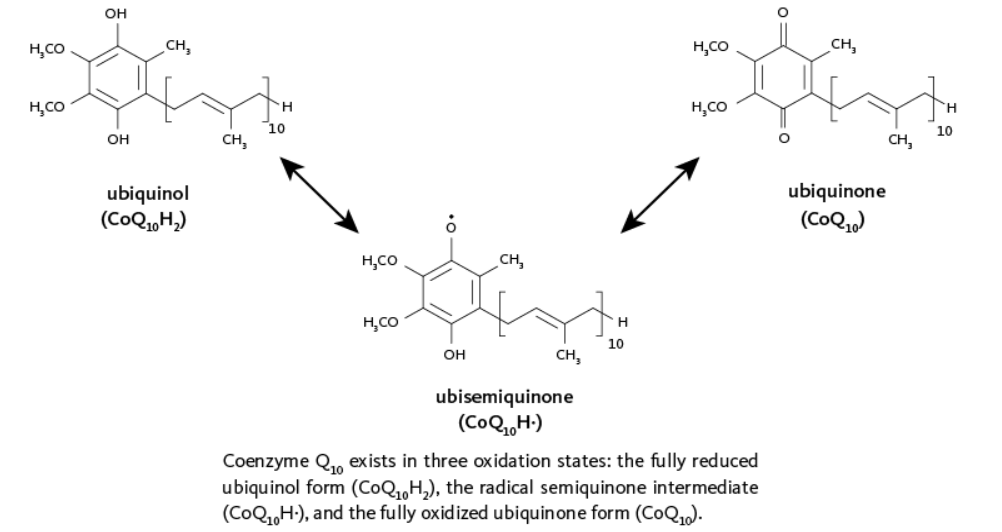 OH
H₃CO
CH₃
H₃CO
H
10
CH₃
OH
ubiquinol
(CoQ₁₀H₂)
O
H₃CO
CH₃
H₃CO
H
10
CH₃
O
ubiquinone
(CoQ₁₀)
Ȯ
H₃CO
CH₃
H₃CO
H
10
CH₃
OH
ubisemiquinone
(CoQ₁₀H·)
Coenzyme Q₁₀ exists in three oxidation states: the fully reduced
ubiquinol form (CoQ₁₀H₂), the radical semiquinone intermediate
(CoQ₁₀H·), and the fully oxidized ubiquinone form (CoQ₁₀).